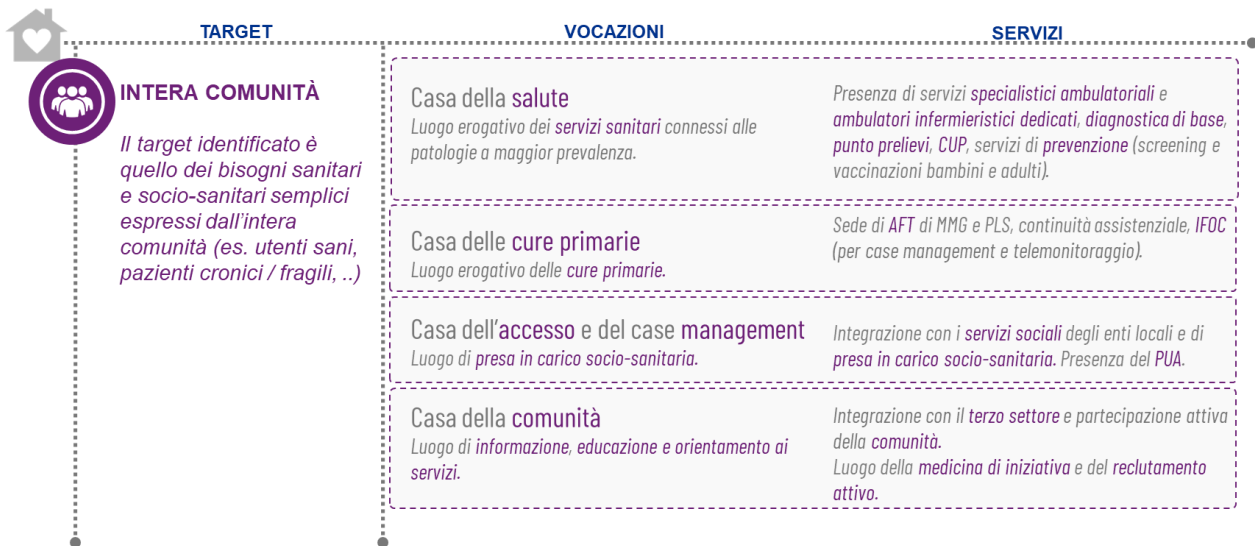 TARGET
VOCAZIONI
SERVIZI
INTERA COMUNITÀ
Il target identificato è
quello dei bisogni sanitari
e socio-sanitari semplici
espressi dall'intera
comunità (es. utenti sani,
pazienti cronici / fragili, ..)
Casa della salute
Luogo erogativo dei servizi sanitari connessi alle
patologie a maggior prevalenza.
Presenza di servizi specialistici ambulatoriali e
ambulatori infermieristici dedicati, diagnostica di base,
punto prelievi, CUP, servizi di prevenzione (screening e
vaccinazioni bambini e adulti).
Casa delle cure primarie
Luogo erogativo delle cure primarie.
Sede di AFT di MMG e PLS, continuità assistenziale, IFOC
(per case management e telemonitoraggio).
Casa dell'accesso e del case management
Luogo di presa in carico socio-sanitaria.
Integrazione con i servizi sociali degli enti locali e di
presa in carico socio-sanitaria. Presenza del PUA.
Casa della comunità
Luogo di informazione, educazione e orientamento ai
servizi.
Integrazione con il terzo settore e partecipazione attiva
della comunità.
Luogo della medicina di iniziativa e del reclutamento
attivo.